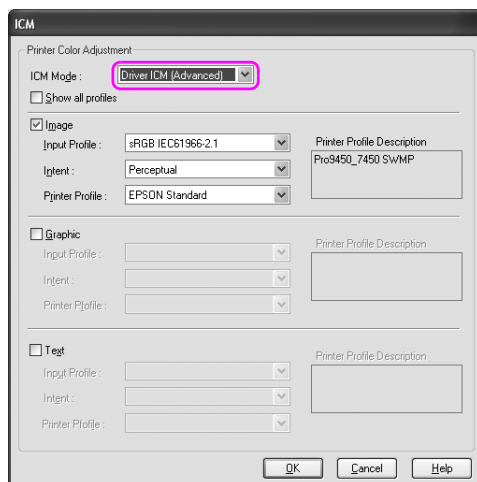 ICM
Printer Color Adjustment
ICM Mode : Driver ICM (Advanced)
Show all profiles
Image
Input Profile : sRGB IEC61966-2.1
Printer Profile Description
Pro9450_7450 SWMP
Intent : Perceptual
Printer Profile : EPSON Standard
Graphic
Input Profile :
Printer Profile Description
Intent :
Printer Profile :
Text
Input Profile :
Printer Profile Description
Intent :
Printer Profile :
OK Cancel Help